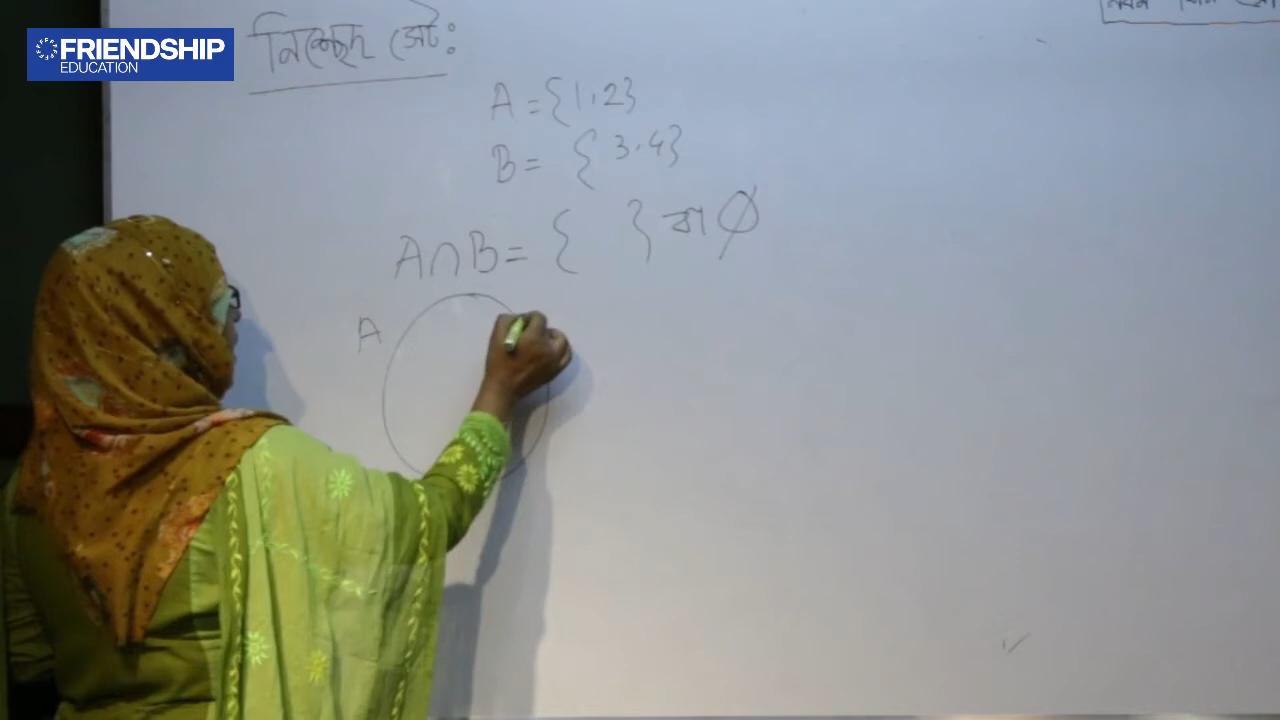 FRIENDSHIP
EDUCATION
নিশ্ছেদ সেট:
A = {1,2}
B = { 3,4}
A∩B = { } বা ∅
A